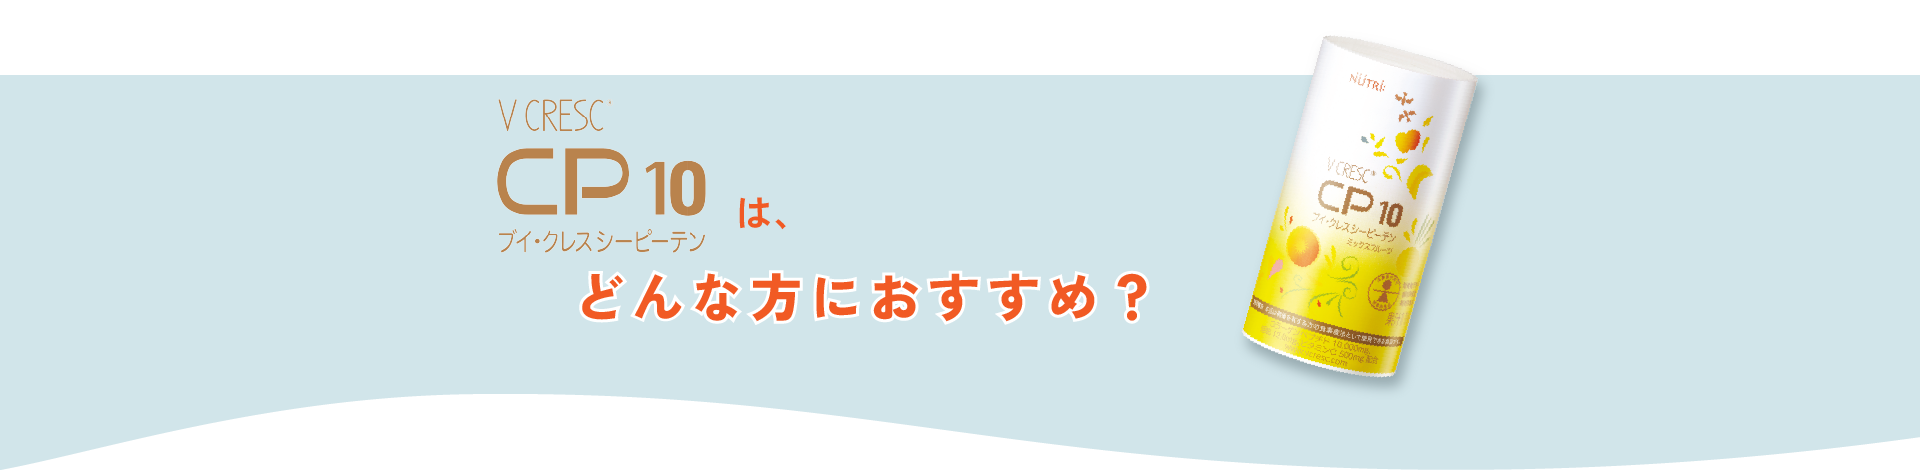 V CRESC
CP 10
ブイ・クレス シーピーテン
は、
どんな方におすすめ？
NUTRI:
V CRESC®
CP 10
ブイ・クレス シーピーテン
ミックスフルーツ